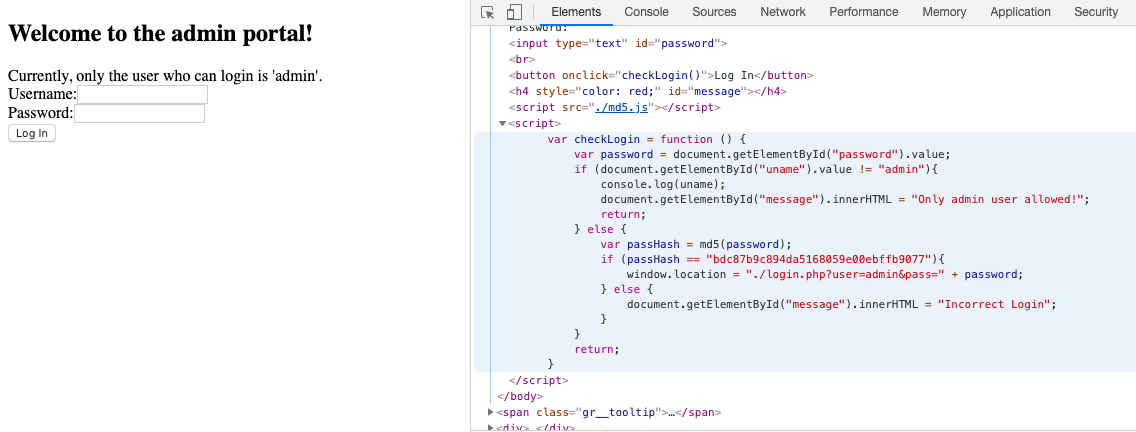 Welcome to the admin portal!
Currently, only the user who can login is 'admin'.
Username:
Password:
Log In
Elements Console Sources Network Performance Memory Application Security
Password:
<input type="text" id="password">
<br>
<button onclick="checkLogin()">Log In</button>
<h4 style="color: red;" id="message"></h4>
<script src="./md5.js"></script>
<script>
var checkLogin = function () {
var password = document.getElementById("password").value;
if (document.getElementById("uname").value != "admin"){
console.log(uname);
document.getElementById("message").innerHTML = "Only admin user allowed!";
return;
} else {
var passHash = md5(password);
if (passHash == "bdc87b9c894da5168059e00ebffb9077"){
window.location = "./login.php?user=admin&pass=" + password;
} else {
document.getElementById("message").innerHTML = "Incorrect Login";
}
}
return;
}
</script>
</body>
<span class="gr__tooltip">…</span>
<div> </div>